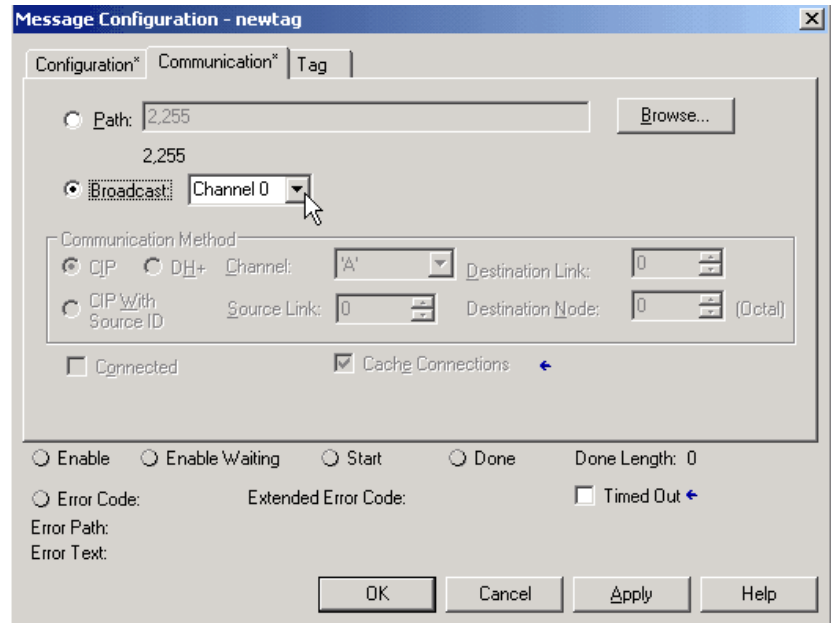 Message Configuration - newtag
Configuration* Communication* Tag
Path: 2,255 Browse...
2,255
Broadcast: Channel 0
Communication Method
CIP DH+ Channel: 'A' Destination Link: 0
CIP With Source ID Source Link: 0 Destination Node: 0 (Octal)
Connected Cache Connections
Enable Enable Waiting Start Done Done Length: 0
Error Code: Extended Error Code: Timed Out
Error Path:
Error Text:
OK Cancel Apply Help